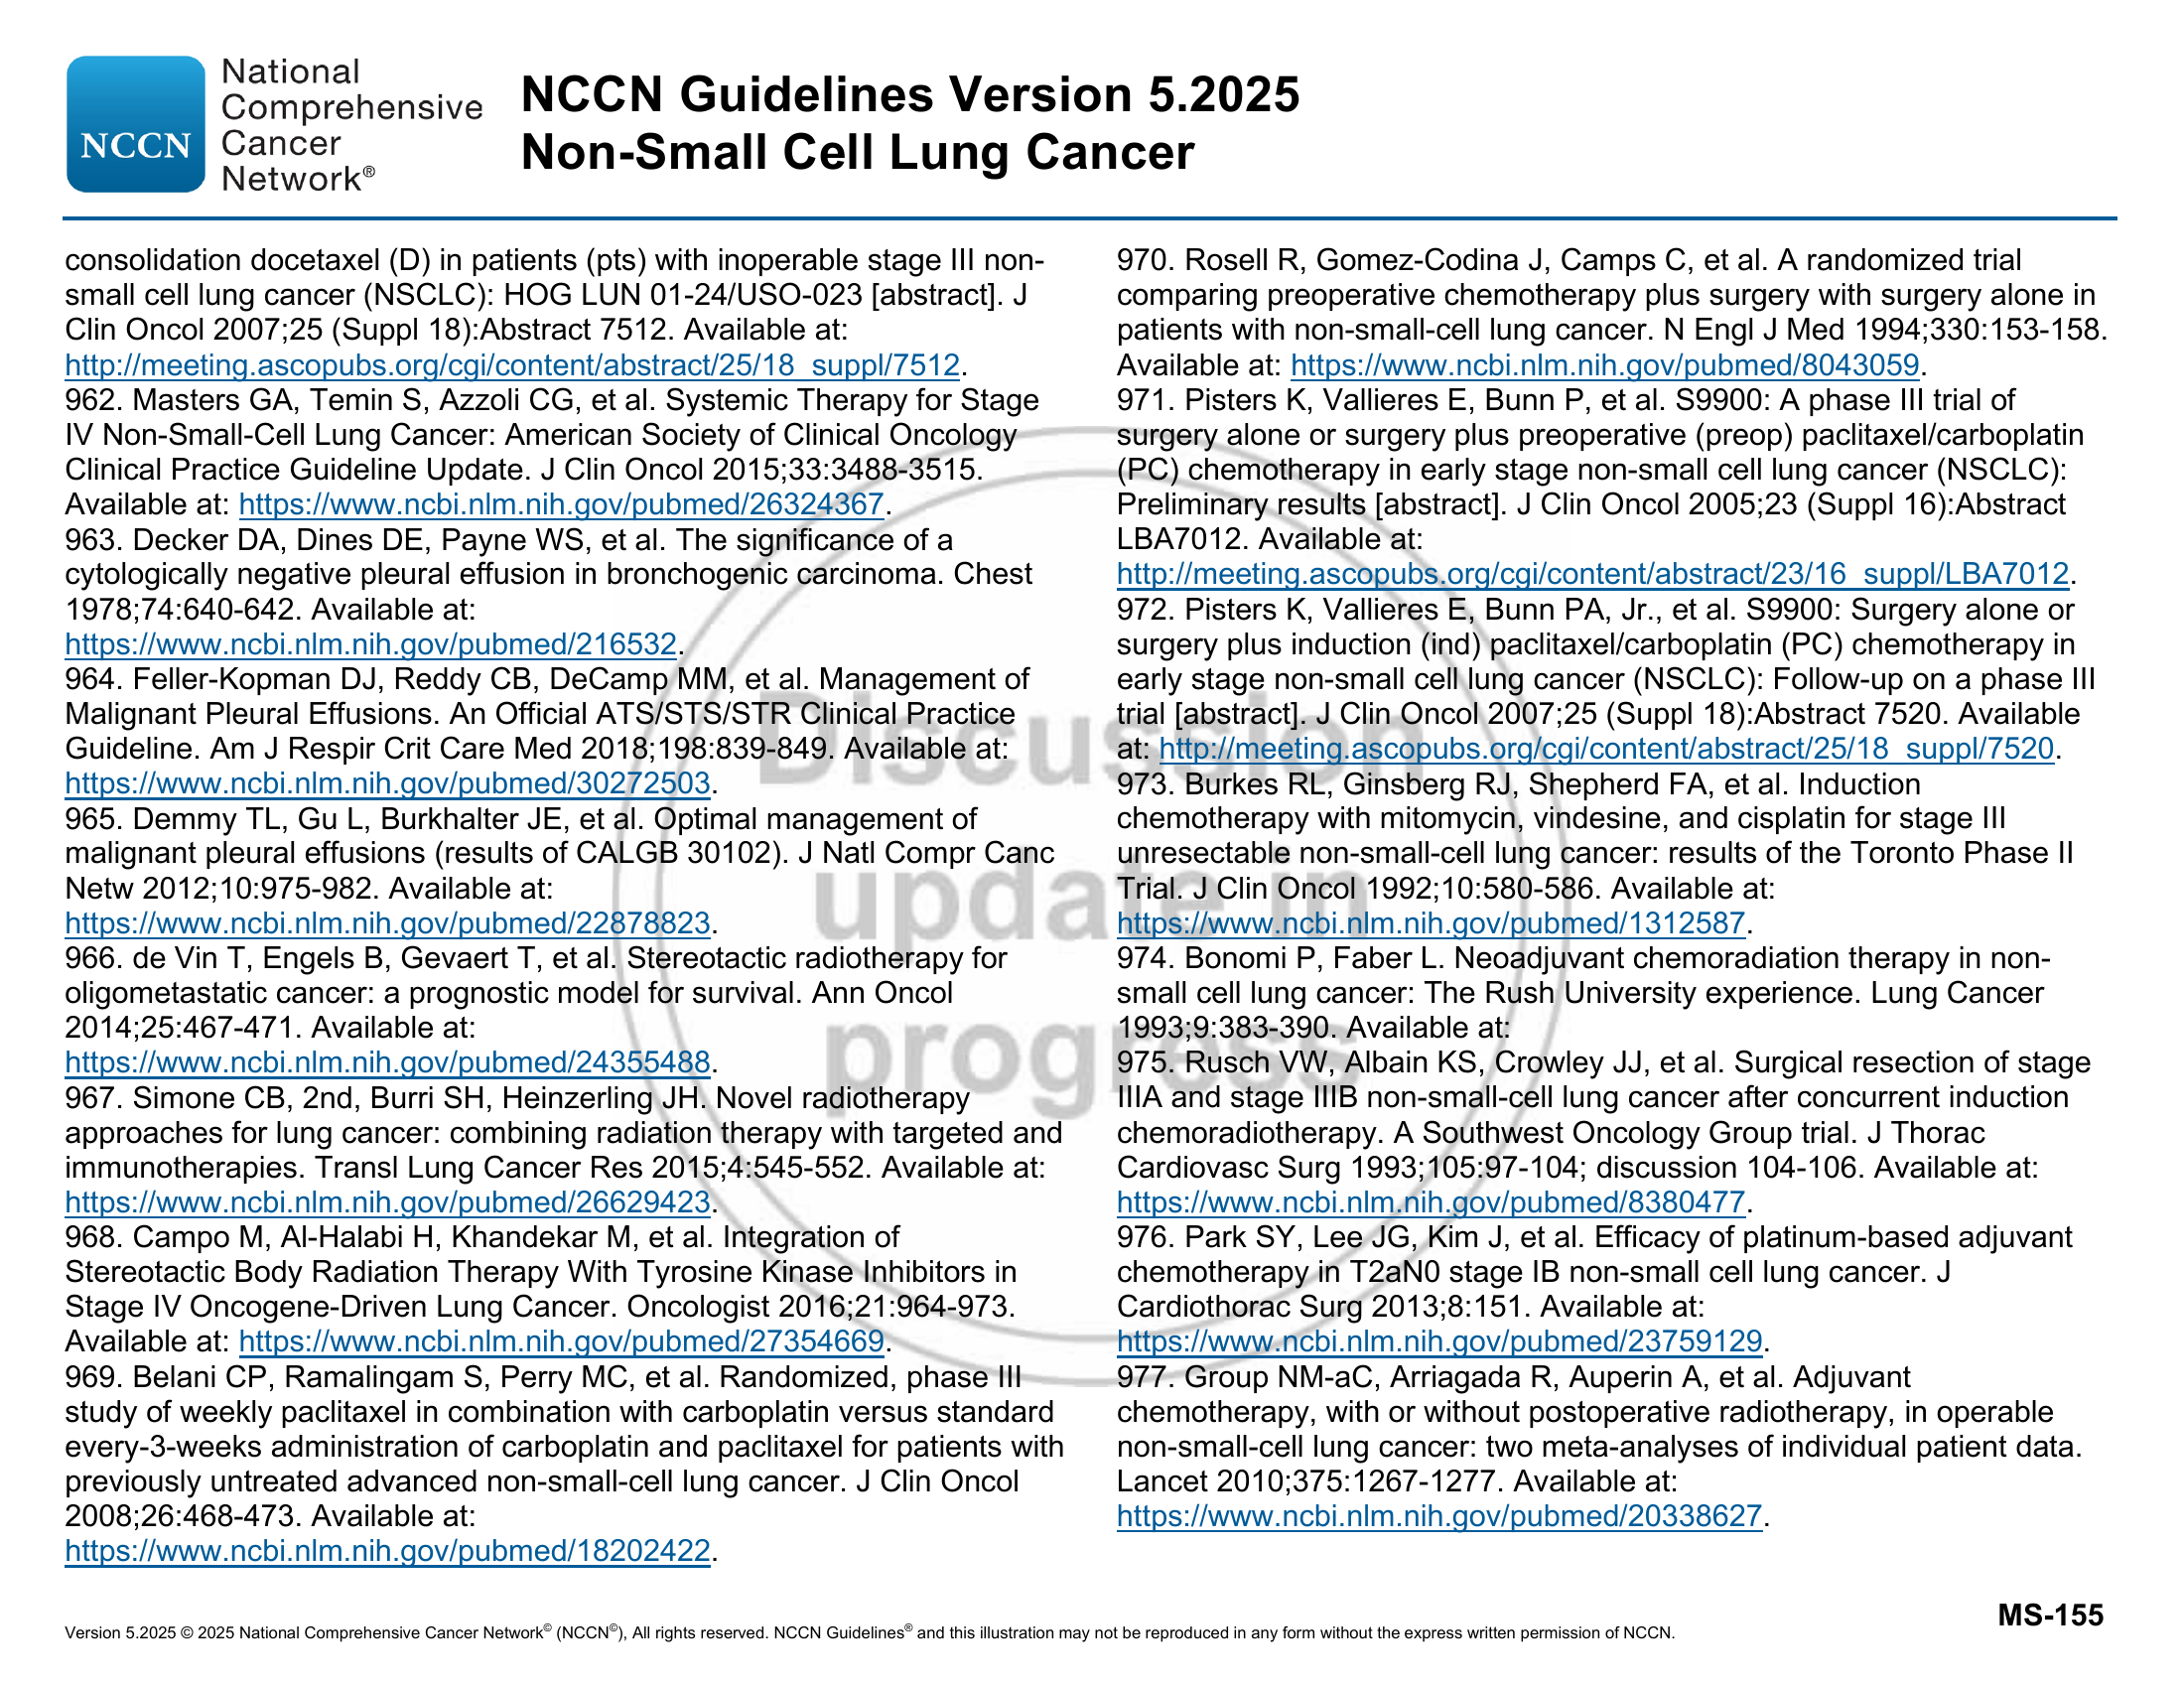 NCCN
National
Comprehensive
Cancer
Network®
NCCN Guidelines Version 5.2025
Non-Small Cell Lung Cancer
consolidation docetaxel (D) in patients (pts) with inoperable stage III non-
small cell lung cancer (NSCLC): HOG LUN 01-24/USO-023 [abstract]. J
Clin Oncol 2007;25 (Suppl 18):Abstract 7512. Available at:
http://meeting.ascopubs.org/cgi/content/abstract/25/18_suppl/7512.
962. Masters GA, Temin S, Azzoli CG, et al. Systemic Therapy for Stage
IV Non-Small-Cell Lung Cancer: American Society of Clinical Oncology
Clinical Practice Guideline Update. J Clin Oncol 2015;33:3488-3515.
Available at: https://www.ncbi.nlm.nih.gov/pubmed/26324367.
963. Decker DA, Dines DE, Payne WS, et al. The significance of a
cytologically negative pleural effusion in bronchogenic carcinoma. Chest
1978;74:640-642. Available at:
https://www.ncbi.nlm.nih.gov/pubmed/216532.
964. Feller-Kopman DJ, Reddy CB, DeCamp MM, et al. Management of
Malignant Pleural Effusions. An Official ATS/STS/STR Clinical Practice
Guideline. Am J Respir Crit Care Med 2018;198:839-849. Available at:
https://www.ncbi.nlm.nih.gov/pubmed/30272503.
965. Demmy TL, Gu L, Burkhalter JE, et al. Optimal management of
malignant pleural effusions (results of CALGB 30102). J Natl Compr Canc
Netw 2012;10:975-982. Available at:
https://www.ncbi.nlm.nih.gov/pubmed/22878823.
966. de Vin T, Engels B, Gevaert T, et al. Stereotactic radiotherapy for
oligometastatic cancer: a prognostic model for survival. Ann Oncol
2014;25:467-471. Available at:
https://www.ncbi.nlm.nih.gov/pubmed/24355488.
967. Simone CB, 2nd, Burri SH, Heinzerling JH. Novel radiotherapy
approaches for lung cancer: combining radiation therapy with targeted and
immunotherapies. Transl Lung Cancer Res 2015;4:545-552. Available at:
https://www.ncbi.nlm.nih.gov/pubmed/26629423.
968. Campo M, Al-Halabi H, Khandekar M, et al. Integration of
Stereotactic Body Radiation Therapy With Tyrosine Kinase Inhibitors in
Stage IV Oncogene-Driven Lung Cancer. Oncologist 2016;21:964-973.
Available at: https://www.ncbi.nlm.nih.gov/pubmed/27354669.
969. Belani CP, Ramalingam S, Perry MC, et al. Randomized, phase III
study of weekly paclitaxel in combination with carboplatin versus standard
every-3-weeks administration of carboplatin and paclitaxel for patients with
previously untreated advanced non-small-cell lung cancer. J Clin Oncol
2008;26:468-473. Available at:
https://www.ncbi.nlm.nih.gov/pubmed/18202422.
970. Rosell R, Gomez-Codina J, Camps C, et al. A randomized trial
comparing preoperative chemotherapy plus surgery with surgery alone in
patients with non-small-cell lung cancer. N Engl J Med 1994;330:153-158.
Available at: https://www.ncbi.nlm.nih.gov/pubmed/8043059.
971. Pisters K, Vallieres E, Bunn P, et al. S9900: A phase III trial of
surgery alone or surgery plus preoperative (preop) paclitaxel/carboplatin
(PC) chemotherapy in early stage non-small cell lung cancer (NSCLC):
Preliminary results [abstract]. J Clin Oncol 2005;23 (Suppl 16):Abstract
LBA7012. Available at:
http://meeting.ascopubs.org/cgi/content/abstract/23/16_suppl/LBA7012.
972. Pisters K, Vallieres E, Bunn PA, Jr., et al. S9900: Surgery alone or
surgery plus induction (ind) paclitaxel/carboplatin (PC) chemotherapy in
early stage non-small cell lung cancer (NSCLC): Follow-up on a phase III
trial [abstract]. J Clin Oncol 2007;25 (Suppl 18):Abstract 7520. Available
at: http://meeting.ascopubs.org/cgi/content/abstract/25/18_suppl/7520.
973. Burkes RL, Ginsberg RJ, Shepherd FA, et al. Induction
chemotherapy with mitomycin, vindesine, and cisplatin for stage III
unresectable non-small-cell lung cancer: results of the Toronto Phase II
Trial. J Clin Oncol 1992;10:580-586. Available at:
https://www.ncbi.nlm.nih.gov/pubmed/1312587.
974. Bonomi P, Faber L. Neoadjuvant chemoradiation therapy in non-
small cell lung cancer: The Rush University experience. Lung Cancer
1993;9:383-390. Available at:
975. Rusch VW, Albain KS, Crowley JJ, et al. Surgical resection of stage
IIIA and stage IIIB non-small-cell lung cancer after concurrent induction
chemoradiotherapy. A Southwest Oncology Group trial. J Thorac
Cardiovasc Surg 1993;105:97-104; discussion 104-106. Available at:
https://www.ncbi.nlm.nih.gov/pubmed/8380477.
976. Park SY, Lee JG, Kim J, et al. Efficacy of platinum-based adjuvant
chemotherapy in T2aN0 stage IB non-small cell lung cancer. J
Cardiothorac Surg 2013;8:151. Available at:
https://www.ncbi.nlm.nih.gov/pubmed/23759129.
977. Group NM-aC, Arriagada R, Auperin A, et al. Adjuvant
chemotherapy, with or without postoperative radiotherapy, in operable
non-small-cell lung cancer: two meta-analyses of individual patient data.
Lancet 2010;375:1267-1277. Available at:
https://www.ncbi.nlm.nih.gov/pubmed/20338627.
Discussion
update in
progress
MS-155
Version 5.2025 © 2025 National Comprehensive Cancer Network© (NCCN©), All rights reserved. NCCN Guidelines® and this illustration may not be reproduced in any form without the express written permission of NCCN.